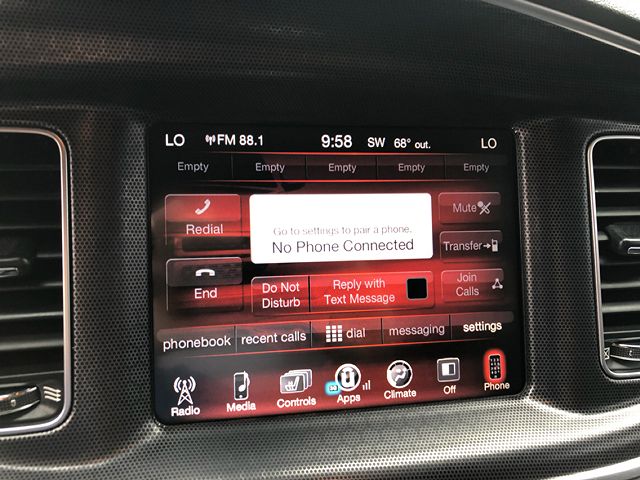 LO FM 88.1 9:58 SW 68° out. LO
Empty Empty Empty Empty Empty
Redial
Go to settings to pair a phone.
No Phone Connected
Mute
Transfer
End
Do Not
Disturb
Reply with
Text Message
Join
Calls
phonebook recent calls dial messaging settings
Radio Media Controls Apps Climate Off Phone